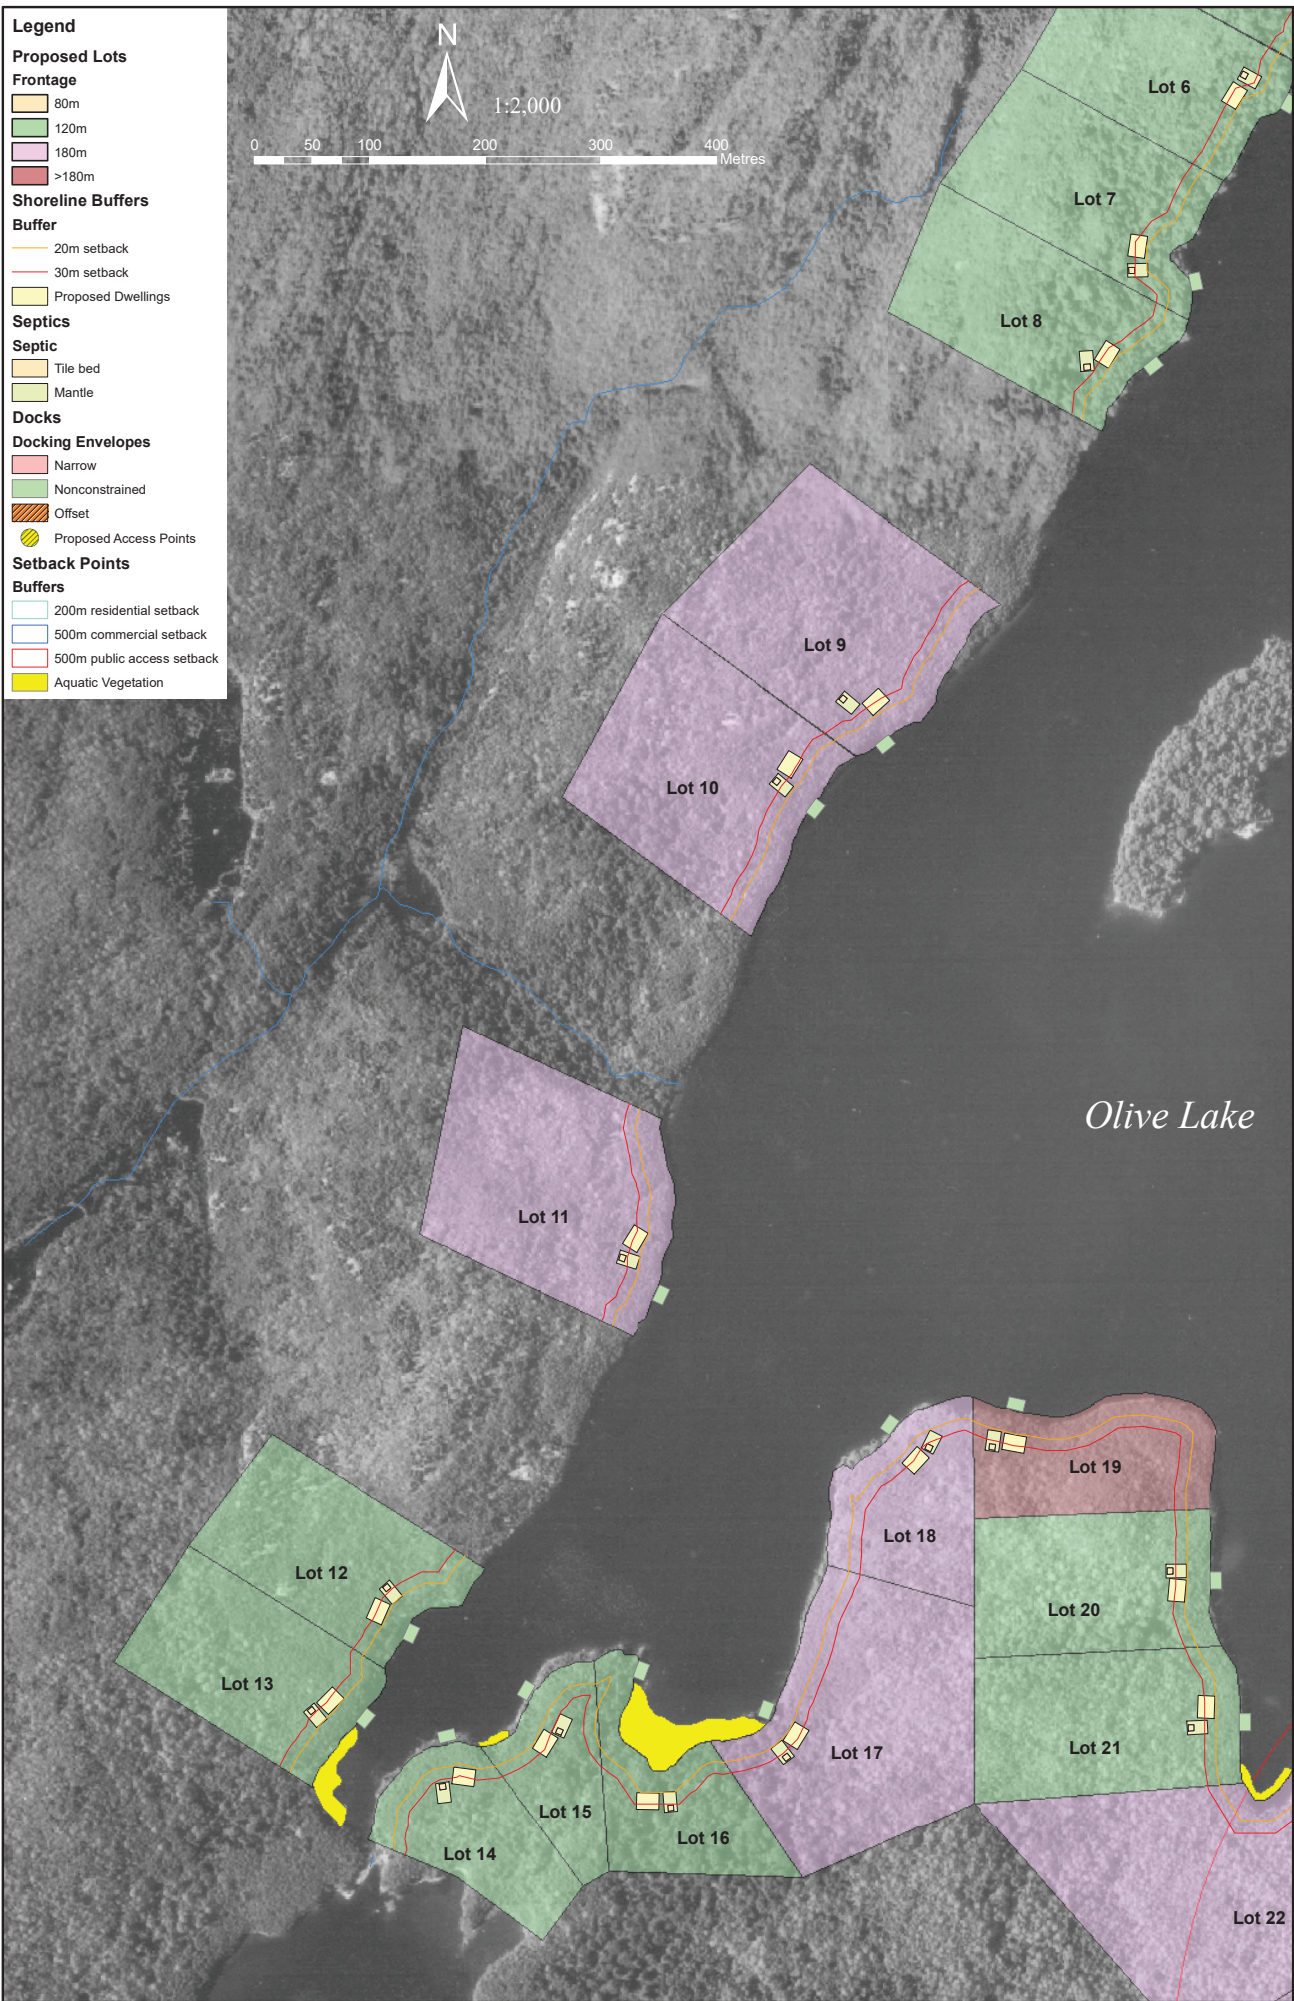 Legend
Proposed Lots
Frontage
80m
120m
180m
>180m
Shoreline Buffers
Buffer
20m setback
30m setback
Proposed Dwellings
Septics
Septic
Tile bed
Mantle
Docks
Docking Envelopes
Narrow
Nonconstrained
Offset
Proposed Access Points
Setback Points
Buffers
200m residential setback
500m commercial setback
500m public access setback
Aquatic Vegetation
N
1:2,000
0 50 100 200 300 400
Metres
Lot 6
Lot 7
Lot 8
Lot 9
Lot 10
Olive Lake
Lot 11
Lot 19
Lot 18
Lot 12
Lot 20
Lot 13
Lot 21
Lot 17
Lot 15
Lot 16
Lot 14
Lot 22